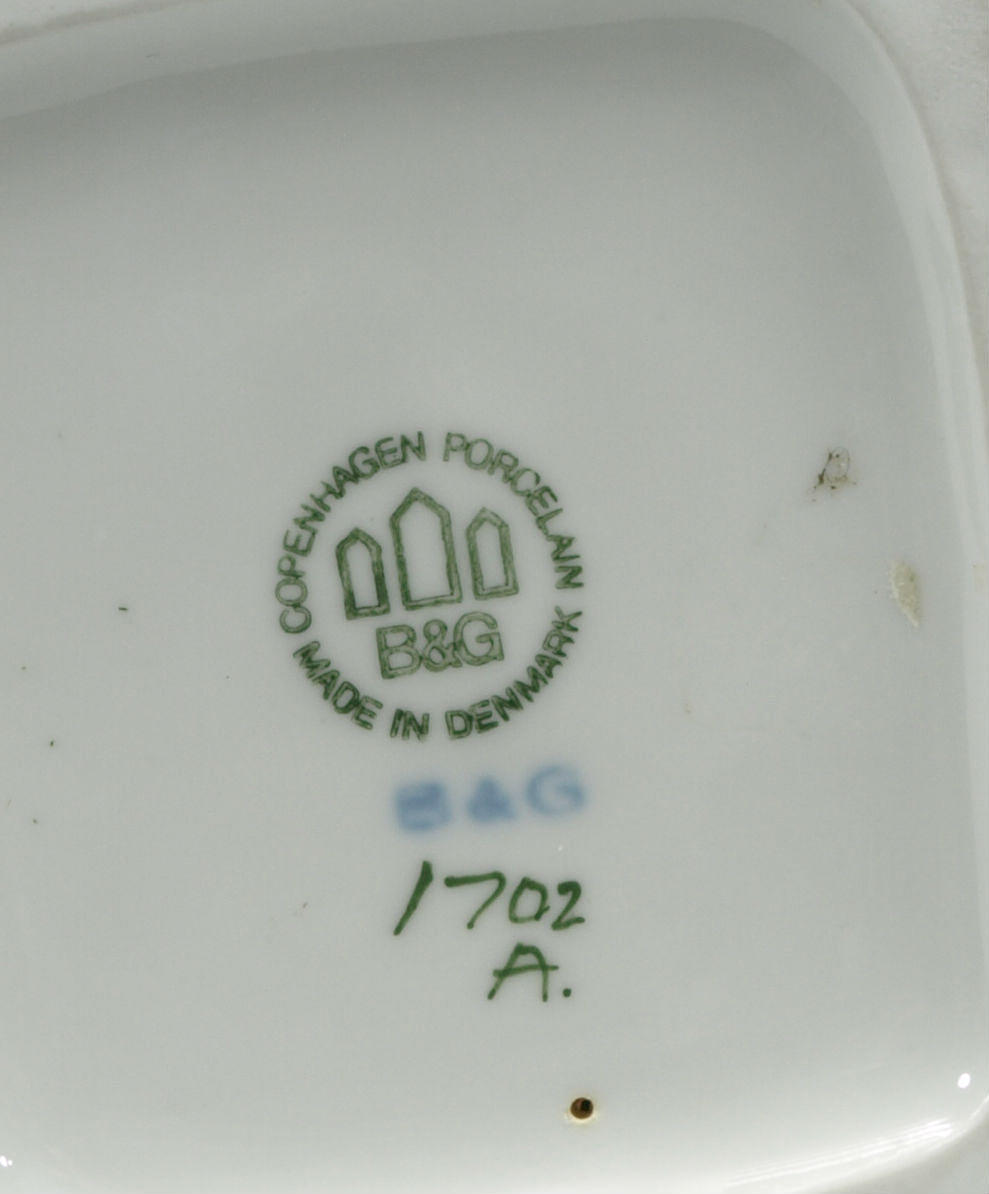 COPENHAGEN PORCELAIN
B&G
MADE IN DENMARK
B&G
1702
A.